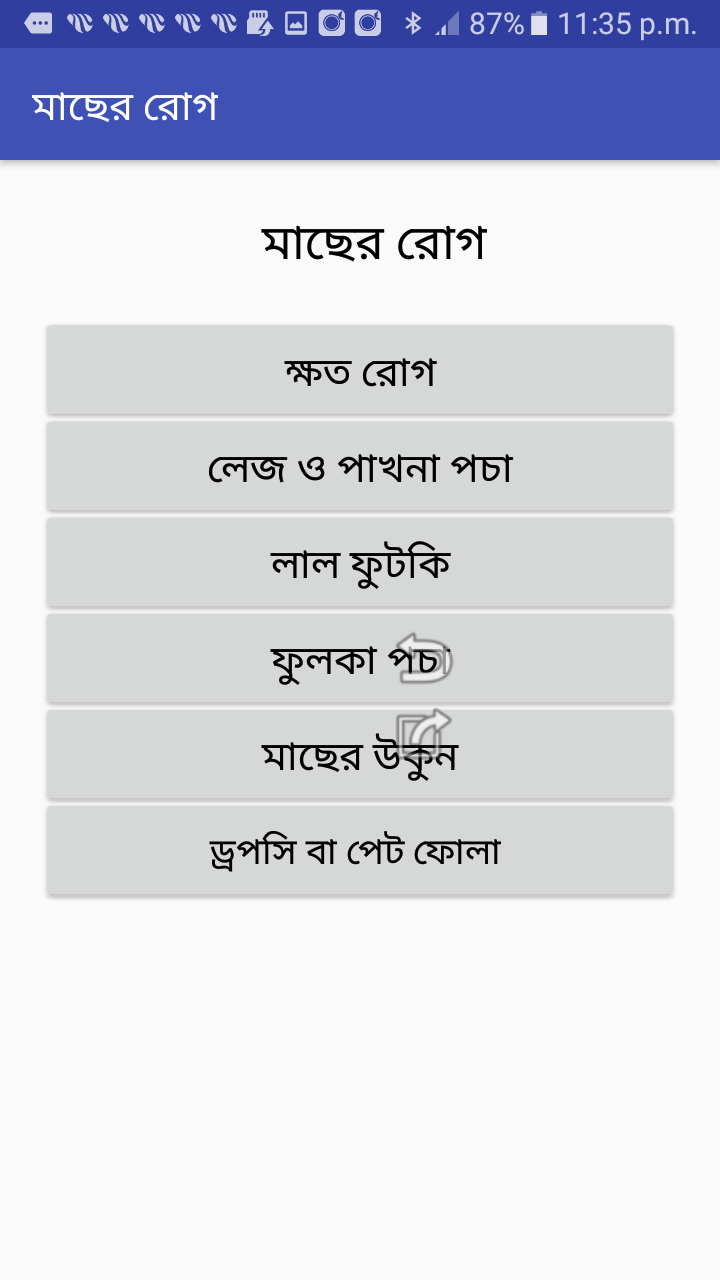 87% 11:35 p.m.
মাছের রোগ
মাছের রোগ
ক্ষত রোগ
লেজ ও পাখনা পচা
লাল ফুটকি
ফুলকা পচা
মাছের উকুন
ড্রপসি বা পেট ফোলা